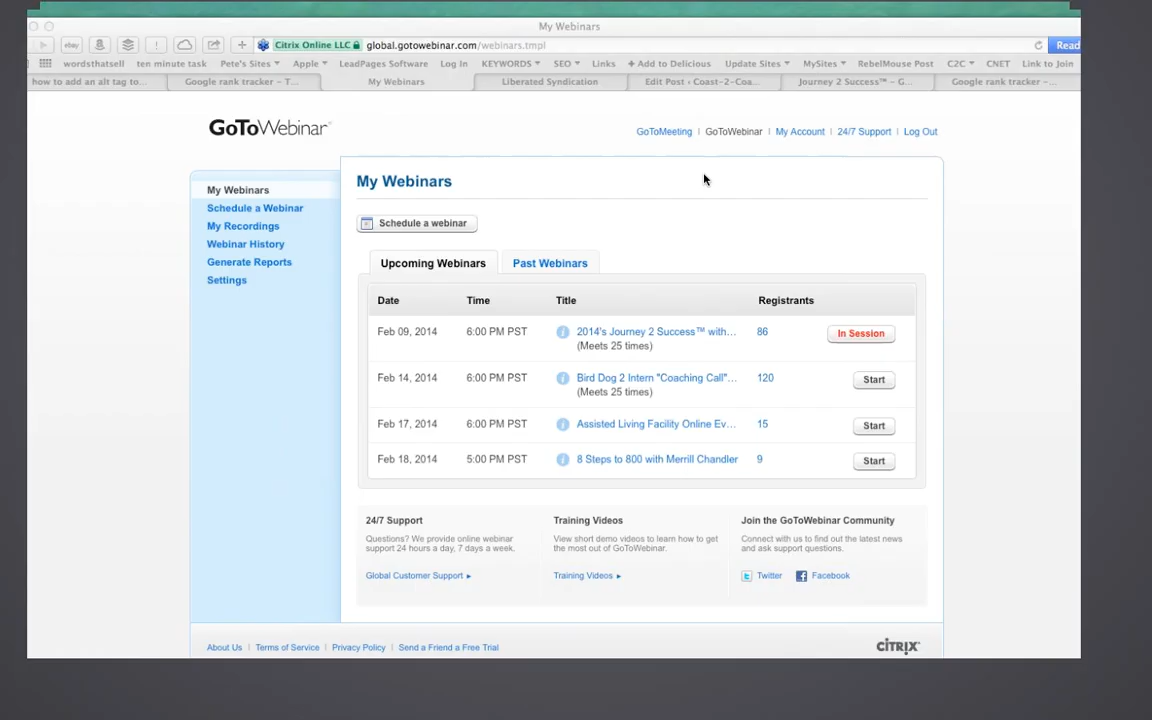 My Webinars
ebay
Citrix Online LLC
global.gotowebinar.com/webinars.tmpl
Read
wordsthatsell ten minute task Pete's Sites Apple LeadPages Software Log In KEYWORDS SEO Links + Add to Delicious Update Sites MySites RebelMouse Post C2C CNET Link to Join
how to add an alt tag to... Google rank tracker – T... My Webinars Liberated Syndication Edit Post ‹ Coast-2-Coa... Journey 2 Success™ – G... Google rank tracker –...
GoToWebinar
GoToMeeting | GoToWebinar | My Account | 24/7 Support | Log Out
My Webinars
Schedule a Webinar
My Recordings
Webinar History
Generate Reports
Settings
My Webinars
Schedule a webinar
Upcoming Webinars Past Webinars
Date Time Title Registrants
Feb 09, 2014 6:00 PM PST 2014's Journey 2 Success™ with... 86 In Session
(Meets 25 times)
Feb 14, 2014 6:00 PM PST Bird Dog 2 Intern "Coaching Call"... 120 Start
(Meets 25 times)
Feb 17, 2014 6:00 PM PST Assisted Living Facility Online Ev... 15 Start
Feb 18, 2014 5:00 PM PST 8 Steps to 800 with Merrill Chandler 9 Start
24/7 Support
Questions? We provide online webinar
support 24 hours a day, 7 days a week.
Global Customer Support ▸
Training Videos
View short demo videos to learn how to get
the most out of GoToWebinar.
Training Videos ▸
Join the GoToWebinar Community
Connect with us to find out the latest news
and ask support questions.
Twitter Facebook
About Us | Terms of Service | Privacy Policy | Send a Friend a Free Trial
CITRIX